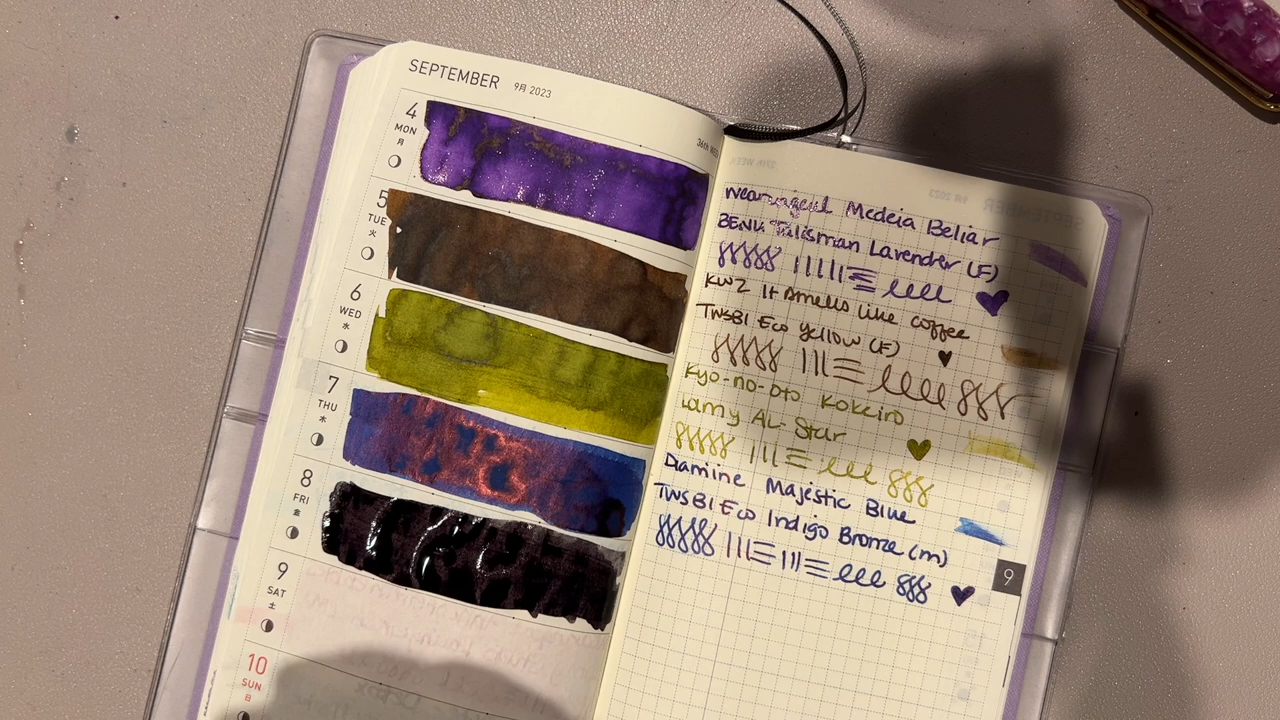 SEPTEMBER 9月 2023
36th WEEK
4
MON
月
5
TUE
火
6
WED
水
7
THU
木
8
FRI
金
9
SAT
土
10
SUN
日
Wearingeul Medeia Beliar
BENU Talisman Lavender (F)
KWZ It Smells like coffee
TWSBI Eco Yellow (F)
Kyo-no-oto Kokeiro
Lamy AL Star
Diamine Majestic Blue
TWSBI Eco Indigo Bronze (m)
9